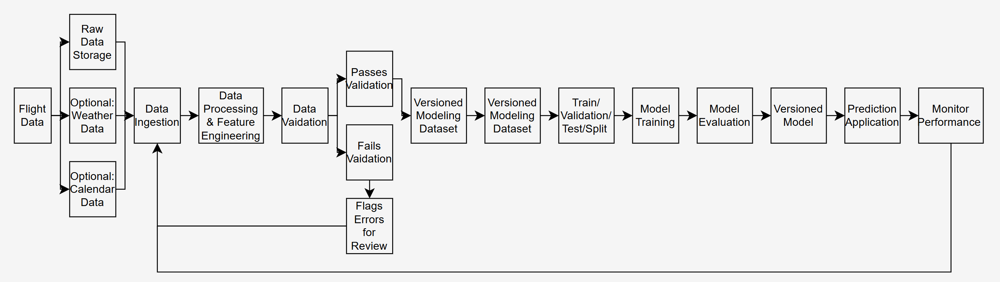 Flight
Data
Raw
Data
Storage
Optional:
Weather
Data
Optional:
Calendar
Data
Data
Ingestion
Data
Processing
& Feature
Engineering
Data
Vaidation
Passes
Validation
Fails
Vaidation
Flags
Errors
for
Review
Versioned
Modeling
Dataset
Versioned
Modeling
Dataset
Train/
Validation/
Test/Split
Model
Training
Model
Evaluation
Versioned
Model
Prediction
Application
Monitor
Performance